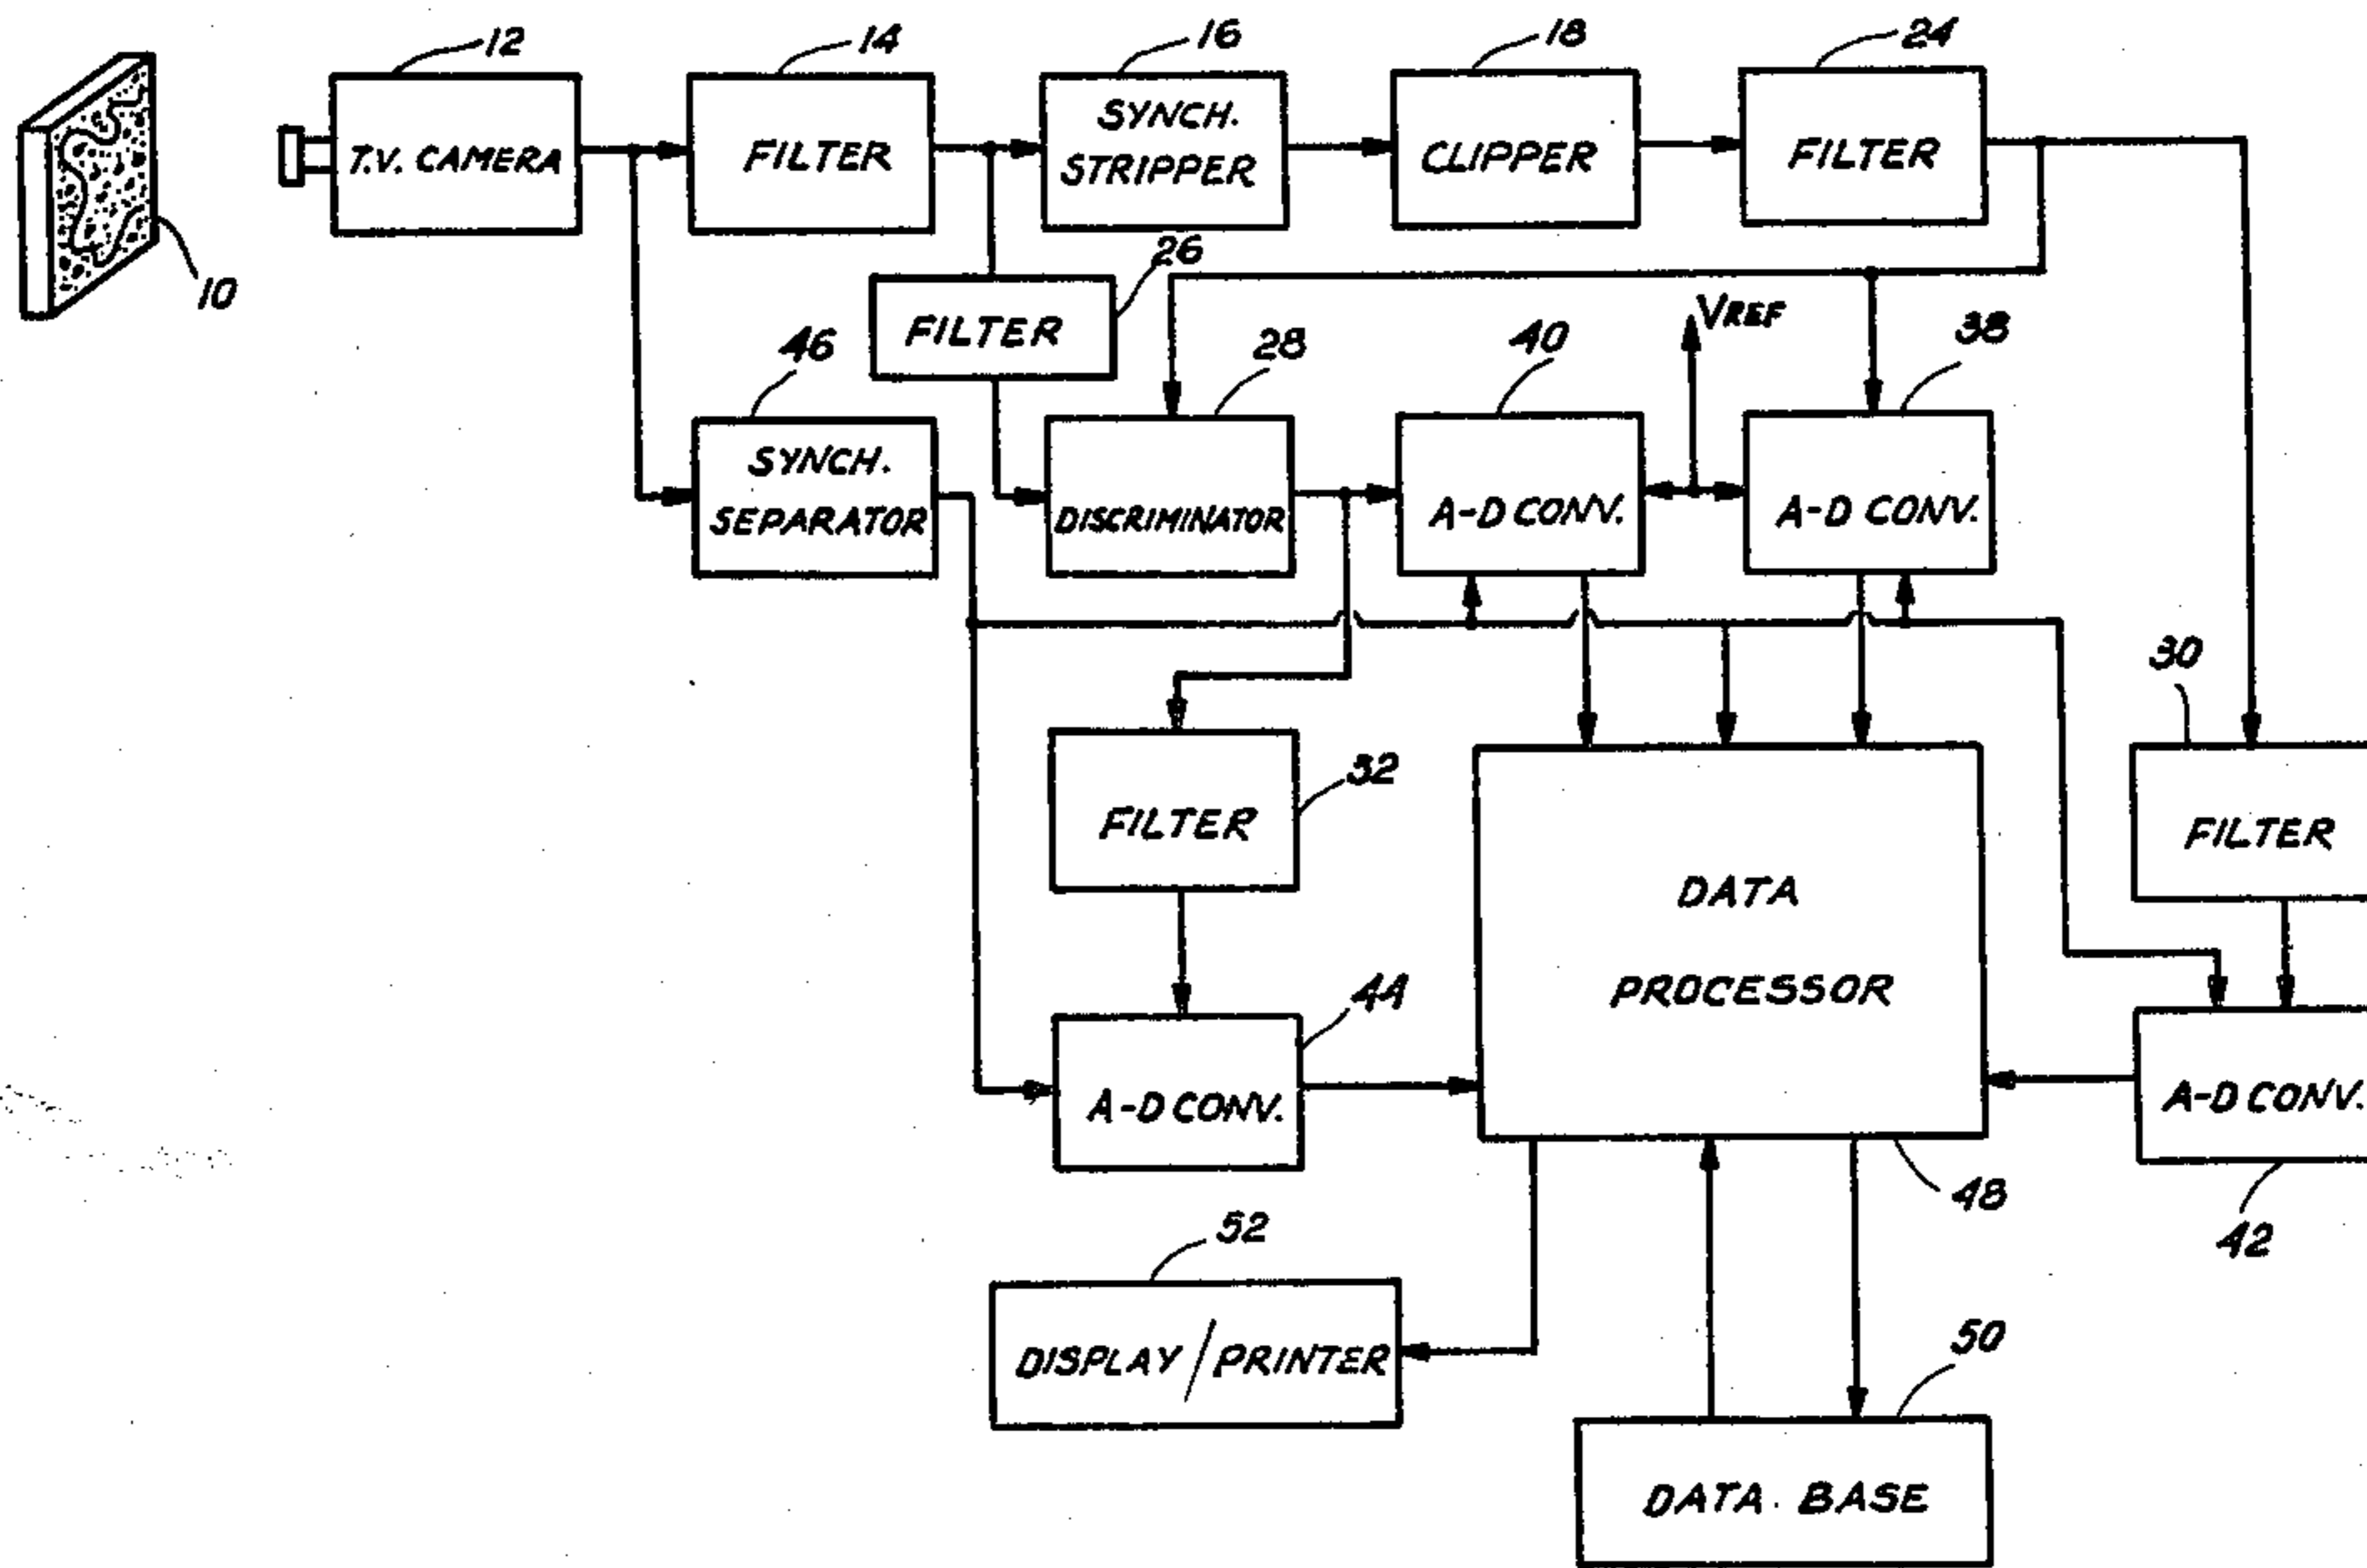 12
14
16
18
24
10
T.V. CAMERA
FILTER
SYNCH.
STRIPPER
CLIPPER
FILTER
26
FILTER
46
28
40
VREF
38
SYNCH.
SEPARATOR
DISCRIMINATOR
A-D CONV.
A-D CONV.
30
32
FILTER
DATA
PROCESSOR
FILTER
44
A-D CONV.
A-D CONV.
48
42
52
DISPLAY/PRINTER
50
DATA. BASE